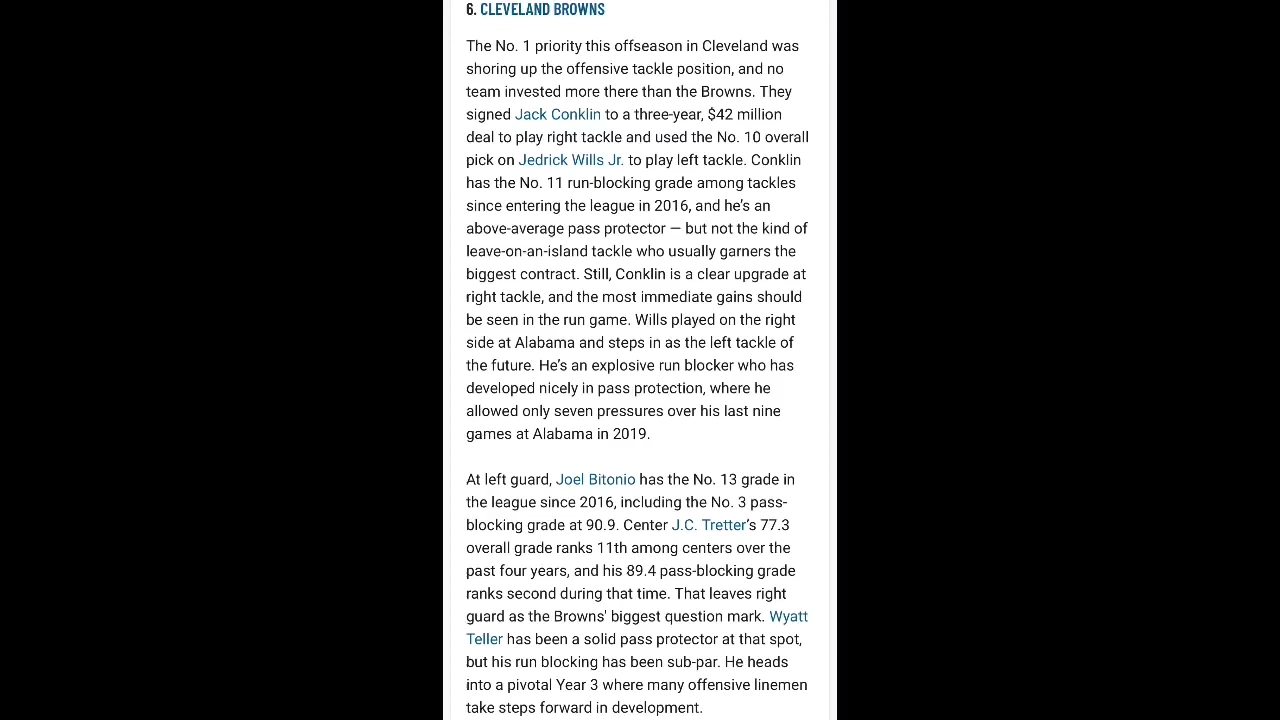 6. CLEVELAND BROWNS
The No. 1 priority this offseason in Cleveland was
shoring up the offensive tackle position, and no
team invested more there than the Browns. They
signed Jack Conklin to a three-year, $42 million
deal to play right tackle and used the No. 10 overall
pick on Jedrick Wills Jr. to play left tackle. Conklin
has the No. 11 run-blocking grade among tackles
since entering the league in 2016, and he’s an
above-average pass protector — but not the kind of
leave-on-an-island tackle who usually garners the
biggest contract. Still, Conklin is a clear upgrade at
right tackle, and the most immediate gains should
be seen in the run game. Wills played on the right
side at Alabama and steps in as the left tackle of
the future. He’s an explosive run blocker who has
developed nicely in pass protection, where he
allowed only seven pressures over his last nine
games at Alabama in 2019.
At left guard, Joel Bitonio has the No. 13 grade in
the league since 2016, including the No. 3 pass-
blocking grade at 90.9. Center J.C. Tretter’s 77.3
overall grade ranks 11th among centers over the
past four years, and his 89.4 pass-blocking grade
ranks second during that time. That leaves right
guard as the Browns' biggest question mark. Wyatt
Teller has been a solid pass protector at that spot,
but his run blocking has been sub-par. He heads
into a pivotal Year 3 where many offensive linemen
take steps forward in development.